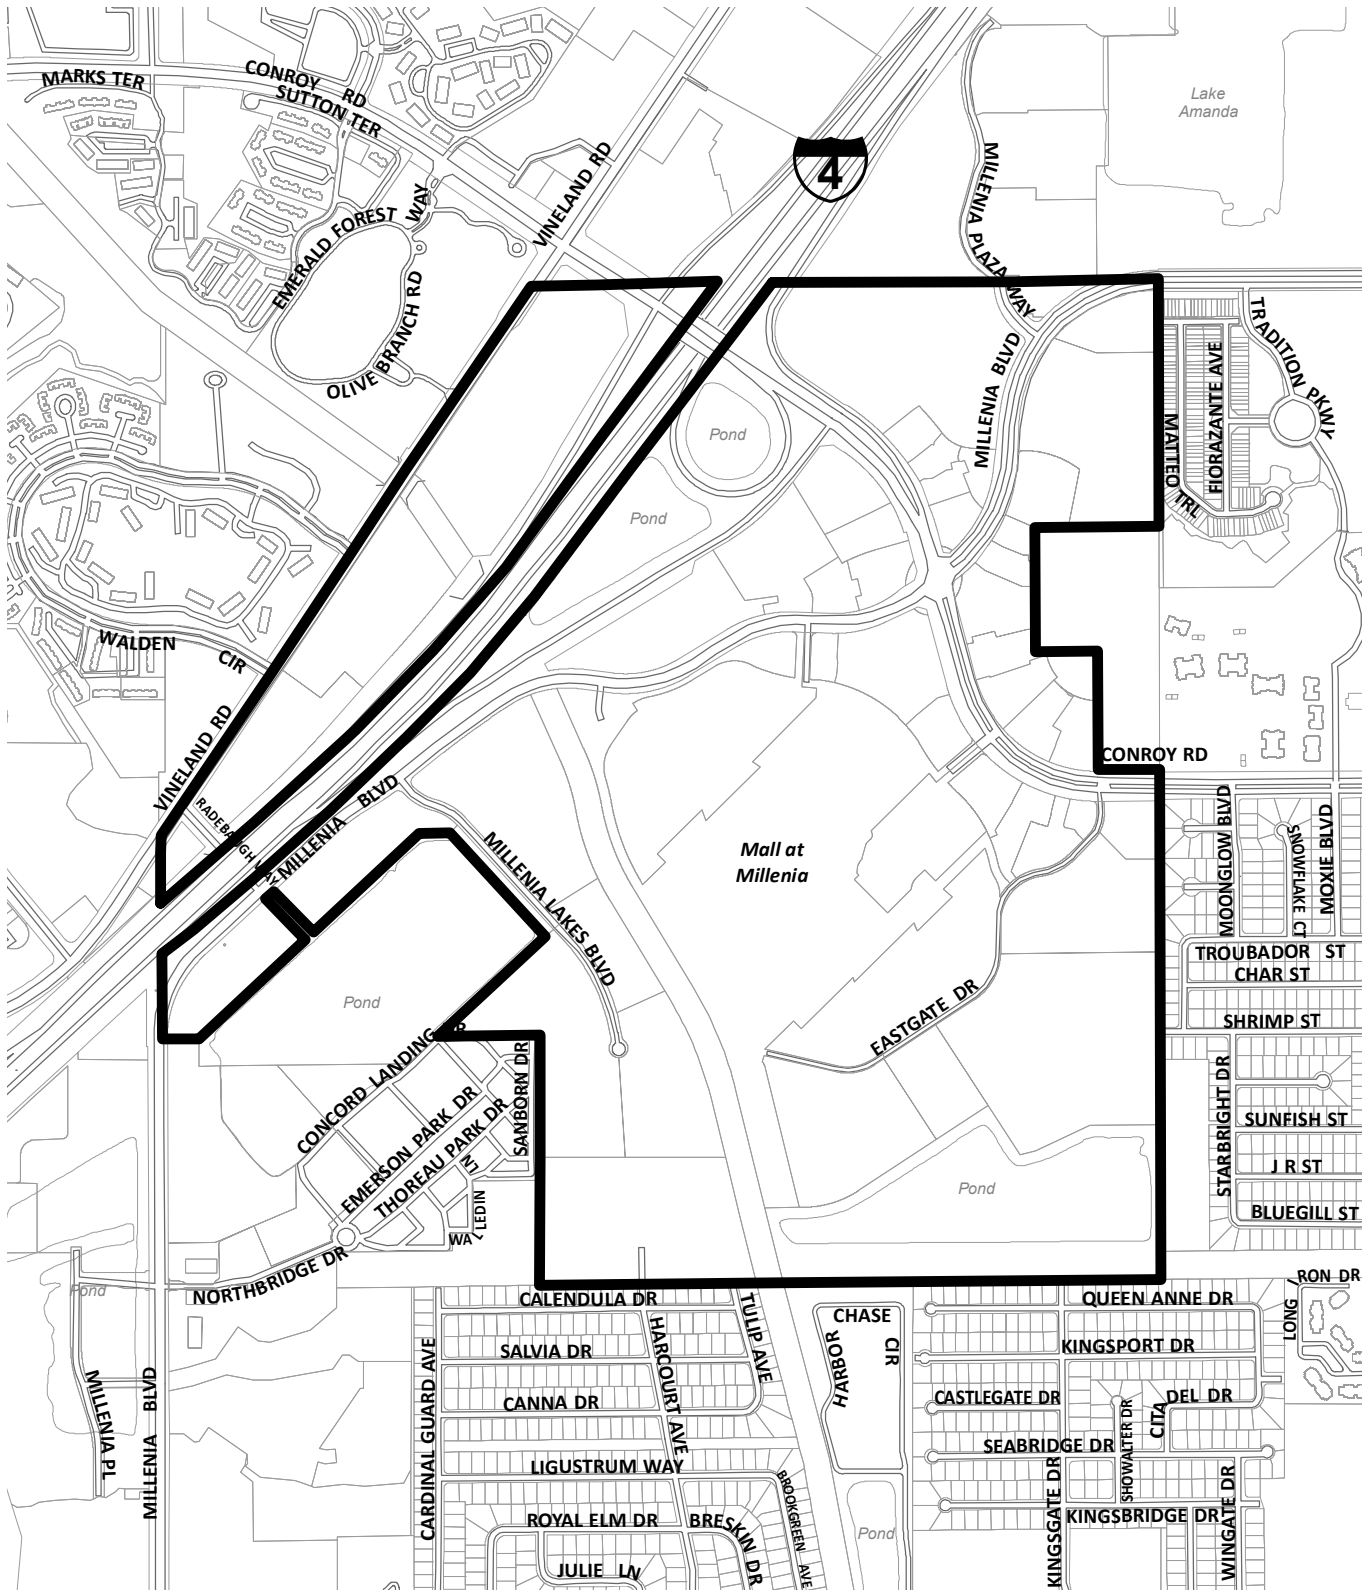 MARKS TER
CONROY RD
SUTTON TER
Lake
Amanda
4
VINELAND RD
MILLENIA PLAZA WAY
EMERALD FOREST WAY
OLIVE BRANCH RD
MILLENIA BLVD
TRADITION PKWY
FIORAZANTE AVE
MATTEO TRL
Pond
Pond
WALDEN CIR
VINELAND RD
RADEBAUGH WAY
MILLENIA BLVD
CONROY RD
MILLENIA LAKES BLVD
Mall at
Millenia
MOONGLOW BLVD
SNOWFLAKE CT
MOXIE BLVD
TROUBADOR ST
CHAR ST
SHRIMP ST
EASTGATE DR
Pond
CONCORD LANDING DR
SANBORN DR
EMERSON PARK DR
THOREAU PARK DR
STARBRIGHT DR
SUNFISH ST
J R ST
BLUEGILL ST
Pond
LN
WALLEDIN
NORTHBRIDGE DR
Pond
RON DR
LONG
CALENDULA DR
TULIP AVE
CHASE
HARBOR
CIR
QUEEN ANNE DR
SALVIA DR
HARCOURT AVE
KINGSPORT DR
CARDINAL GUARD AVE
MILLENIA PL
MILLENIA BLVD
CANNA DR
CASTLEGATE DR
CITADEL DR
SHOWALTER DR
SEABRIDGE DR
LIGUSTRUM WAY
BROOKGREEN AVE
KINGSGATE DR
WINGATE DR
ROYAL ELM DR
BRESKIN DR
KINGSBRIDGE DR
Pond
JULIE LN